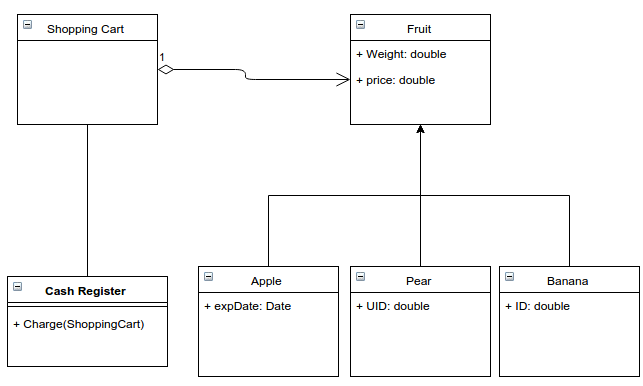 Shopping Cart
1
Fruit
+ Weight: double
+ price: double
Cash Register
+ Charge(ShoppingCart)
Apple
+ expDate: Date
Pear
+ UID: double
Banana
+ ID: double